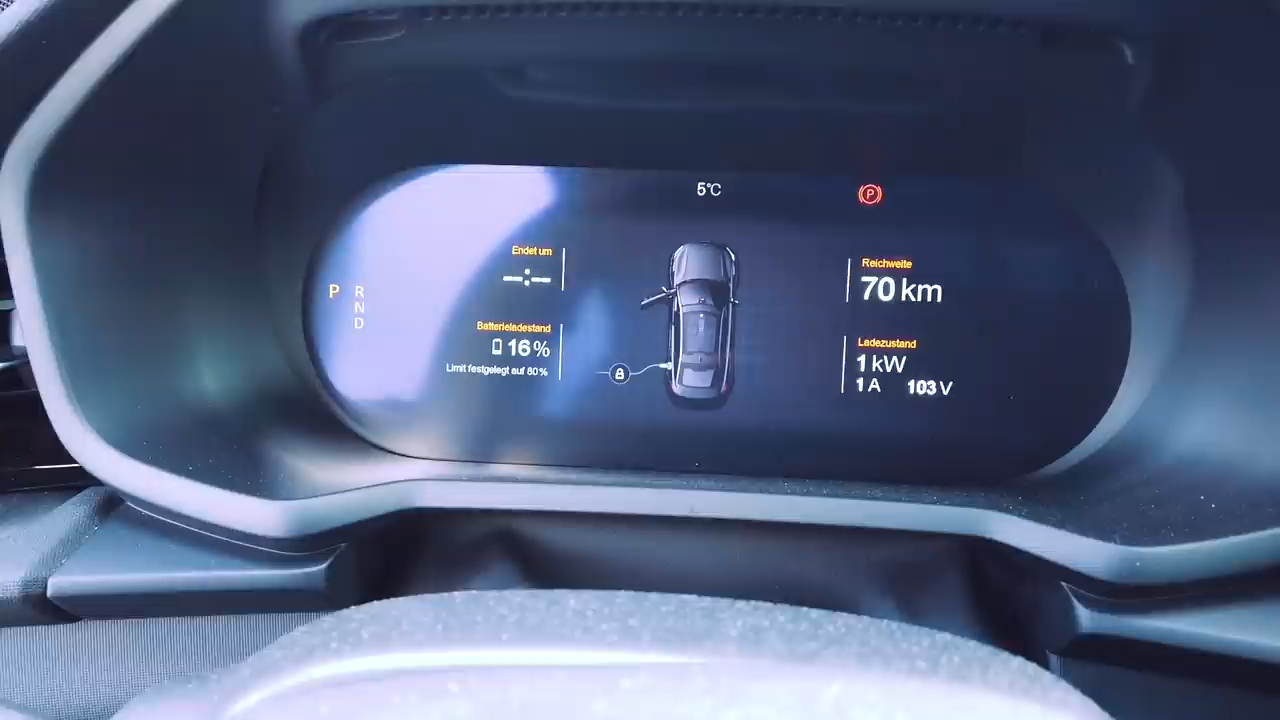 5°C
P
P
R
N
D
Endet um
--:--
Batterieladestand
16 %
Limit festgelegt auf 80 %
Reichweite
70 km
Ladezustand
1 kW
1 A 103 V